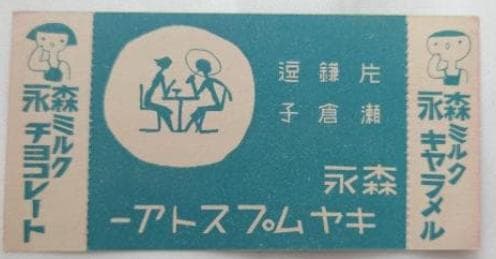 森永
ミルク
キャラメル
片瀬
鎌倉
逗子
森永
キヤムプストアー
森永
ミルク
チョコレート